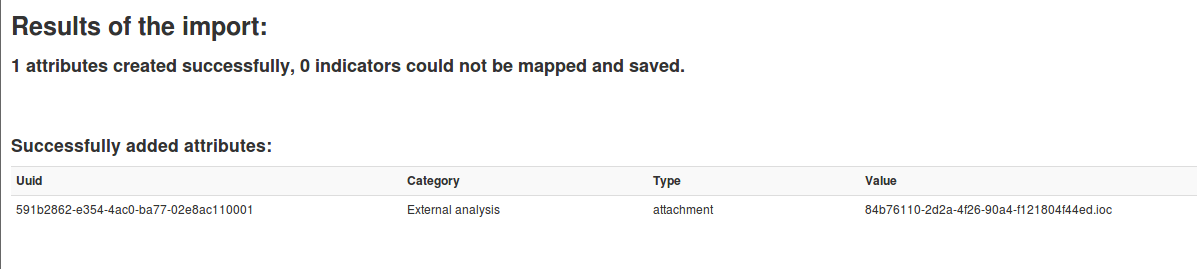 Results of the import:
1 attributes created successfully, 0 indicators could not be mapped and saved.
Successfully added attributes:
Uuid Category Type Value
591b2862-e354-4ac0-ba77-02e8ac110001 External analysis attachment 84b76110-2d2a-4f26-90a4-f121804f44ed.ioc